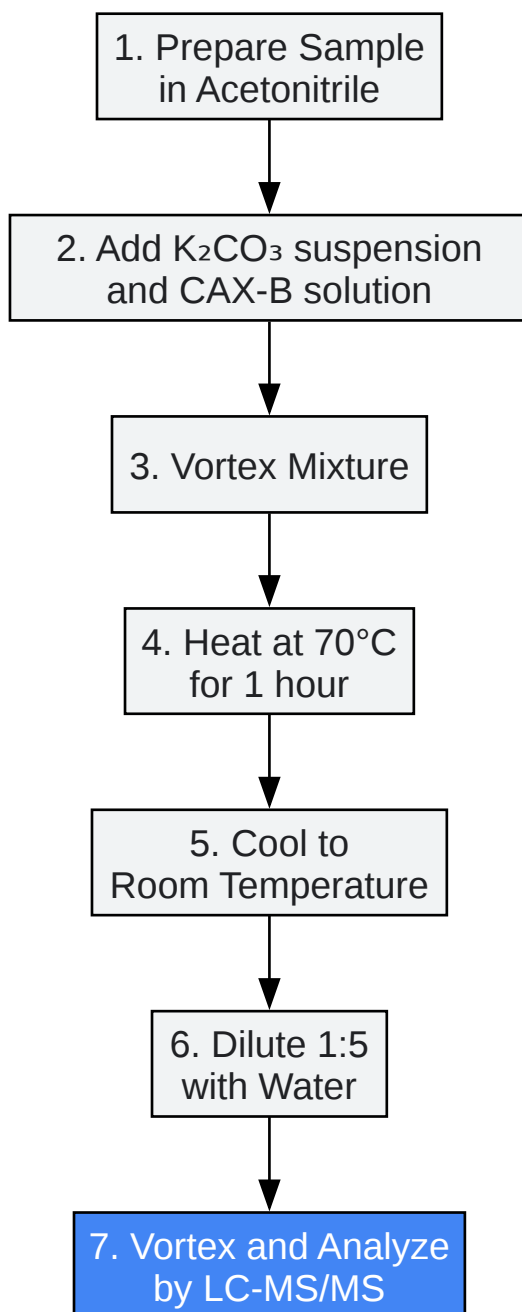 1. Prepare Sample
in Acetonitrile
2. Add K₂CO₃ suspension
and CAX-B solution
3. Vortex Mixture
4. Heat at 70°C
for 1 hour
5. Cool to
Room Temperature
6. Dilute 1:5
with Water
7. Vortex and Analyze
by LC-MS/MS